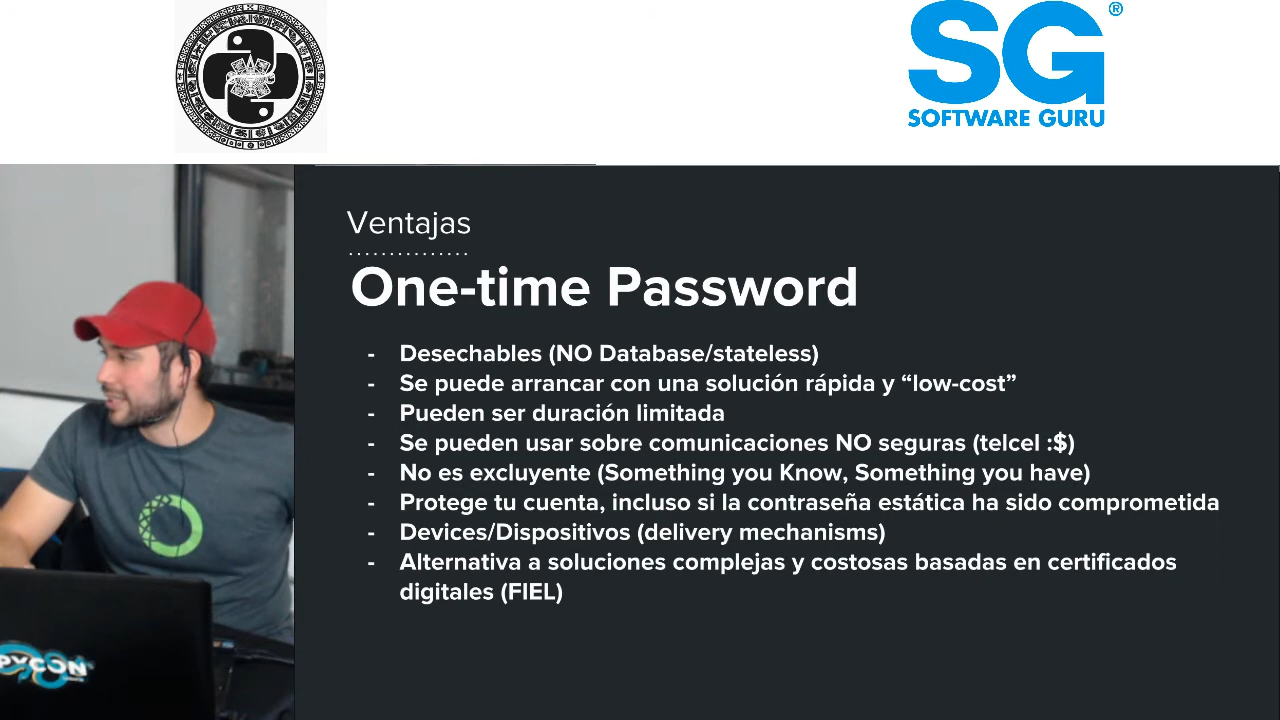 SG®
SOFTWARE GURU
Ventajas
One-time Password
- Desechables (NO Database/stateless)
- Se puede arrancar con una solución rápida y “low-cost”
- Pueden ser duración limitada
- Se pueden usar sobre comunicaciones NO seguras (telcel :$)
- No es excluyente (Something you Know, Something you have)
- Protege tu cuenta, incluso si la contraseña estática ha sido comprometida
- Devices/Dispositivos (delivery mechanisms)
- Alternativa a soluciones complejas y costosas basadas en certificados
digitales (FIEL)
PYCON